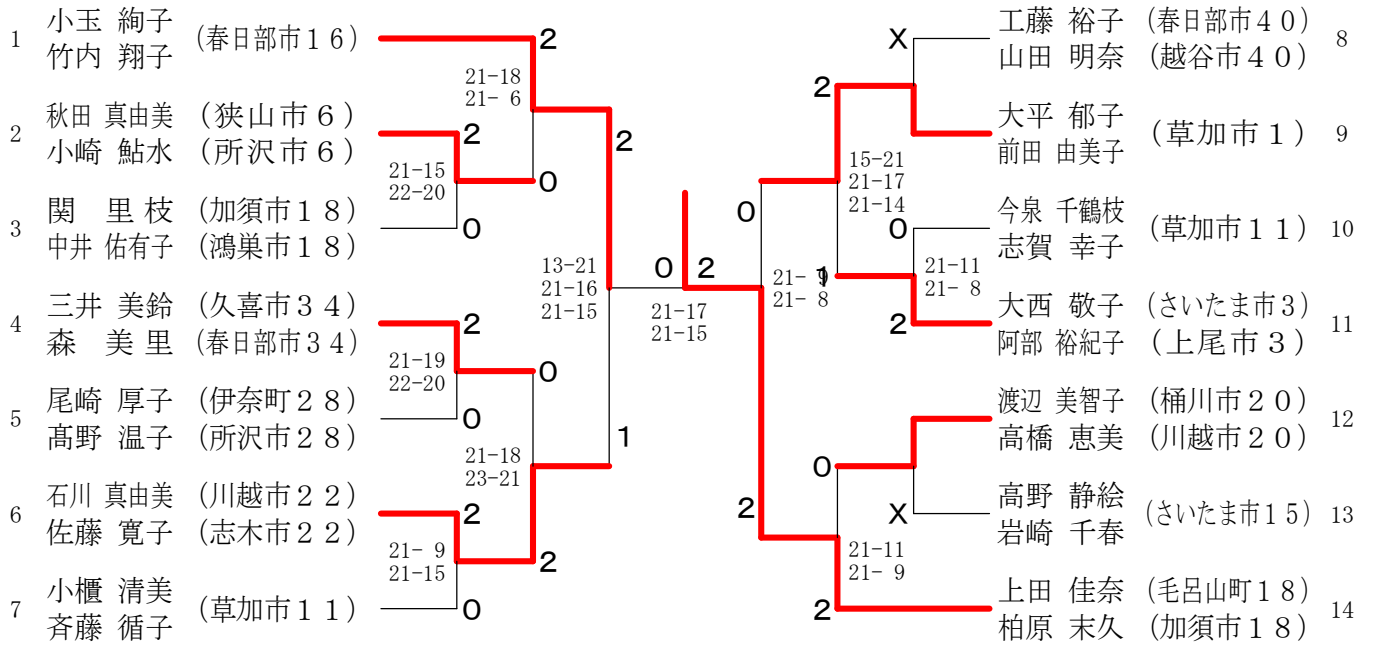 1 小玉 絢子 (春日部市16)
竹内 翔子
2 秋田 真由美 (狭山市6)
小崎 鮎水 (所沢市6)
3 関 里枝 (加須市18)
中井 佑有子 (鴻巣市18)
4 三井 美鈴 (久喜市34)
森 美里 (春日部市34)
5 尾崎 厚子 (伊奈町28)
髙野 温子 (所沢市28)
6 石川 真由美 (川越市22)
佐藤 寛子 (志木市22)
7 小櫃 清美 (草加市11)
斉藤 循子
2
21-18
21- 6
2
21-15
22-20
0
0
2
2
21-19
22-20
0
0
13-21
21-16
21-15
21-18
23-21
1
2
21- 9
21-15
2
0
0 2
21-17
21-15
0
21- 9
21- 8
2
X
2
15-21
21-17
21-14
0
1
21-11
21- 8
2
0
X
21-11
21- 9
2
工藤 裕子 (春日部市40) 8
山田 明奈 (越谷市40)
大平 郁子 (草加市1) 9
前田 由美子
今泉 千鶴枝 (草加市11) 10
志賀 幸子
大西 敬子 (さいたま市3) 11
阿部 裕紀子 (上尾市3)
渡辺 美智子 (桶川市20) 12
高橋 恵美 (川越市20)
高野 静絵 (さいたま市15) 13
岩崎 千春
上田 佳奈 (毛呂山町18) 14
柏原 末久 (加須市18)